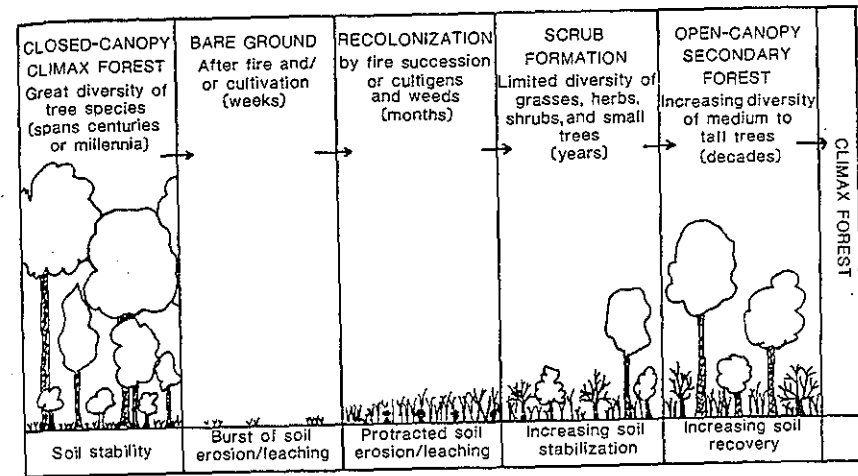 CLOSED-CANOPY
CLIMAX FOREST
Great diversity of
tree species
(spans centuries
or millennia)
Soil stability
BARE GROUND
After fire and/
or cultivation
(weeks)
Burst of soil
erosion/leaching
RECOLONIZATION
by fire succession
or cultigens
and weeds
(months)
Protracted soil
erosion/leaching
SCRUB
FORMATION
Limited diversity of
grasses, herbs,
shrubs, and small
trees
(years)
Increasing soil
stabilization
OPEN-CANOPY
SECONDARY
FOREST
Increasing diversity
of medium to
tall trees
(decades)
Increasing soil
recovery
CLIMAX FOREST